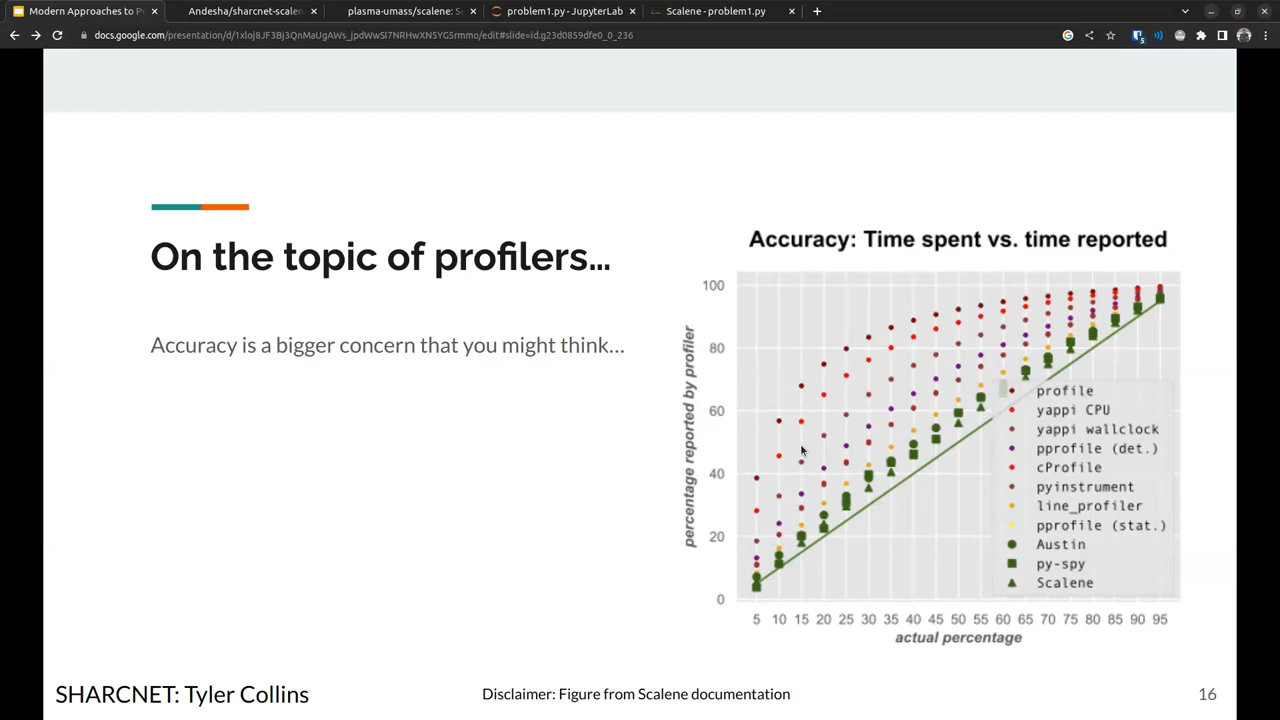 Modern Approaches to P
Andesha/sharcnet-scalen
plasma-umass/scalene: S
problem1.py - JupyterLab
Scalene - problem1.py
docs.google.com/presentation/d/1xloj8JF3Bj3QnMaUgAWs_jpdWwSI7NRHwXN5YG5rmmo/edit#slide=id.g23d0859dfe0_0_236
On the topic of profilers...
Accuracy is a bigger concern that you might think...
Accuracy: Time spent vs. time reported
percentage reported by profiler
100
80
60
40
20
0
profile
yappi CPU
yappi wallclock
pprofile (det.)
cProfile
pyinstrument
line_profiler
pprofile (stat.)
Austin
py-spy
Scalene
5 10 15 20 25 30 35 40 45 50 55 60 65 70 75 80 85 90 95
actual percentage
SHARCNET: Tyler Collins
Disclaimer: Figure from Scalene documentation
16